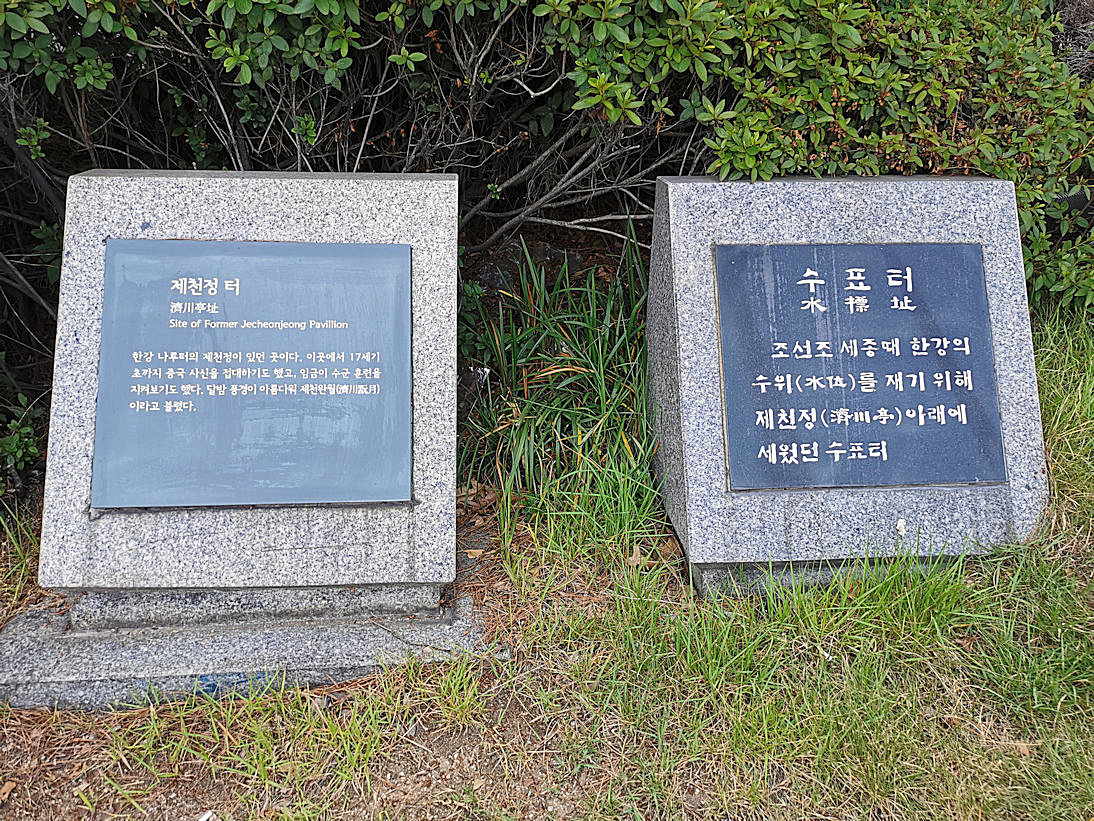 제천정 터
濟川亭址
Site of Former Jecheonjeong Pavillion
한강 나루터의 제천정이 있던 곳이다. 이곳에서 17세기
초까지 중국 사신을 접대하기도 했고, 임금이 수군 훈련을
지켜보기도 했다. 달밤 풍경이 아름다워 제천완월(濟川翫月)
이라고 불렸다.
수표터
水標址
조선조 세종때 한강의
수위(水位)를 재기 위해
제천정(濟川亭)아래에
세웠던 수표터